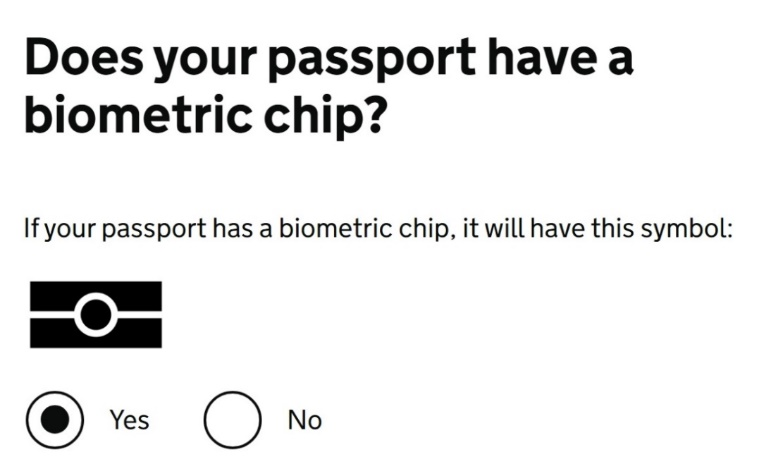 Does your passport have a
biometric chip?
If your passport has a biometric chip, it will have this symbol:
Yes No